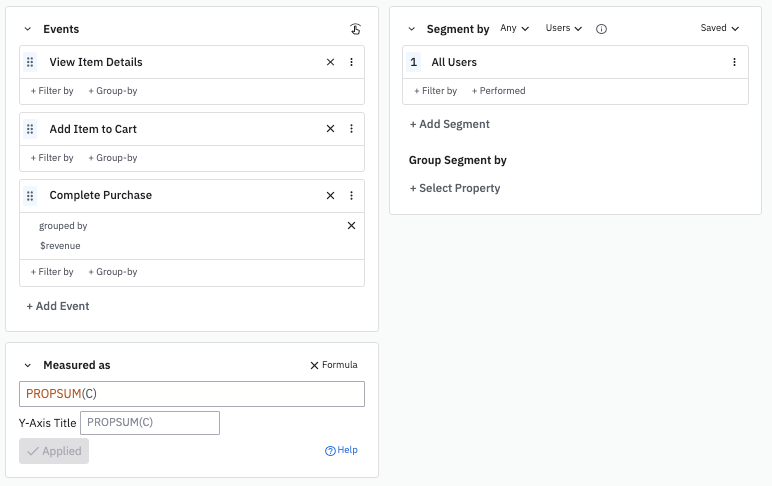 Events
View Item Details
+ Filter by + Group-by
Add Item to Cart
+ Filter by + Group-by
Complete Purchase
grouped by
$revenue
+ Filter by + Group-by
+ Add Event
Measured as Formula
PROPSUM(C)
Y-Axis Title PROPSUM(C)
Applied Help
Segment by Any Users Saved
1 All Users
+ Filter by + Performed
+ Add Segment
Group Segment by
+ Select Property